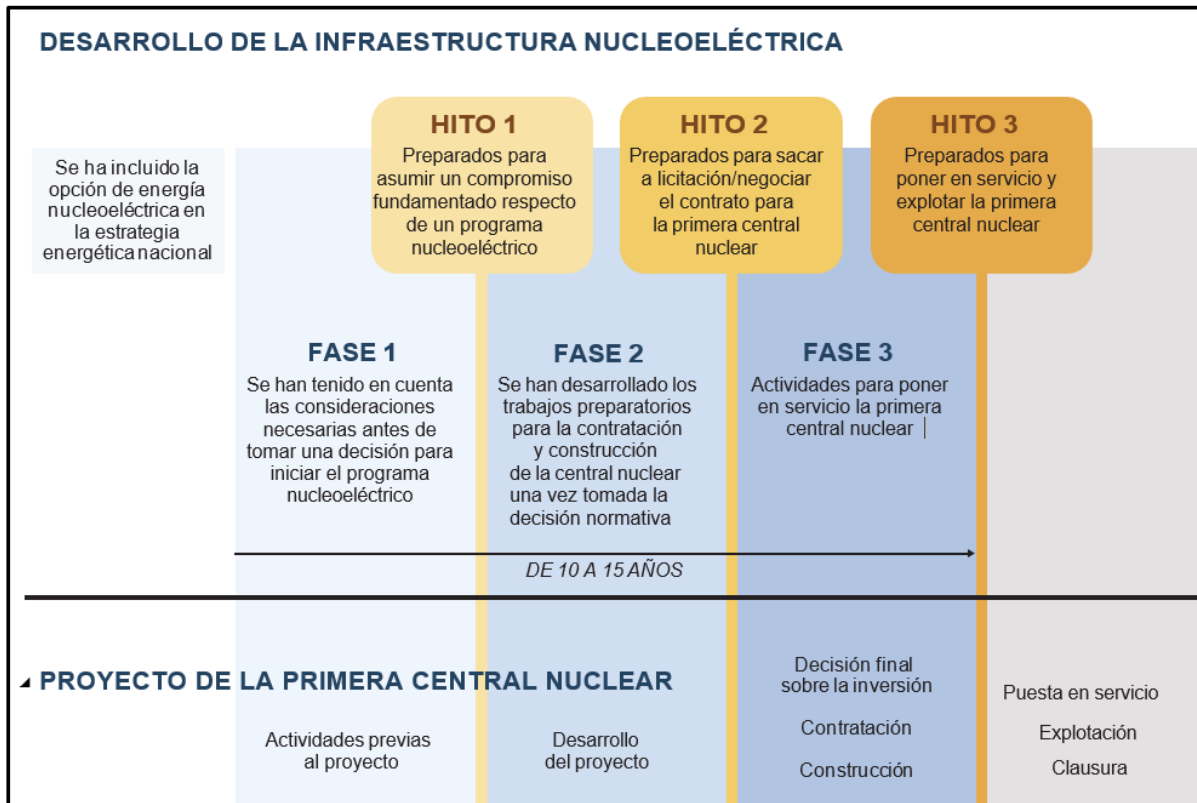 DESARROLLO DE LA INFRAESTRUCTURA NUCLEOELÉCTRICA
Se ha incluido la
opción de energía
nucleoeléctrica en
la estrategia
energética nacional
HITO 1
Preparados para
asumir un compromiso
fundamentado respecto
de un programa
nucleoeléctrico
HITO 2
Preparados para sacar
a licitación/negociar
el contrato para
la primera central
nuclear
HITO 3
Preparados para
poner en servicio y
explotar la primera
central nuclear
FASE 1
Se han tenido en cuenta
las consideraciones
necesarias antes de
tomar una decisión para
iniciar el programa
nucleoeléctrico
FASE 2
Se han desarrollado los
trabajos preparatorios
para la contratación
y construcción
de la central nuclear
una vez tomada la
decisión normativa
FASE 3
Actividades para poner
en servicio la primera
central nuclear
DE 10 A 15 AÑOS
PROYECTO DE LA PRIMERA CENTRAL NUCLEAR
Actividades previas
al proyecto
Desarrollo
del proyecto
Decisión final
sobre la inversión
Contratación
Construcción
Puesta en servicio
Explotación
Clausura